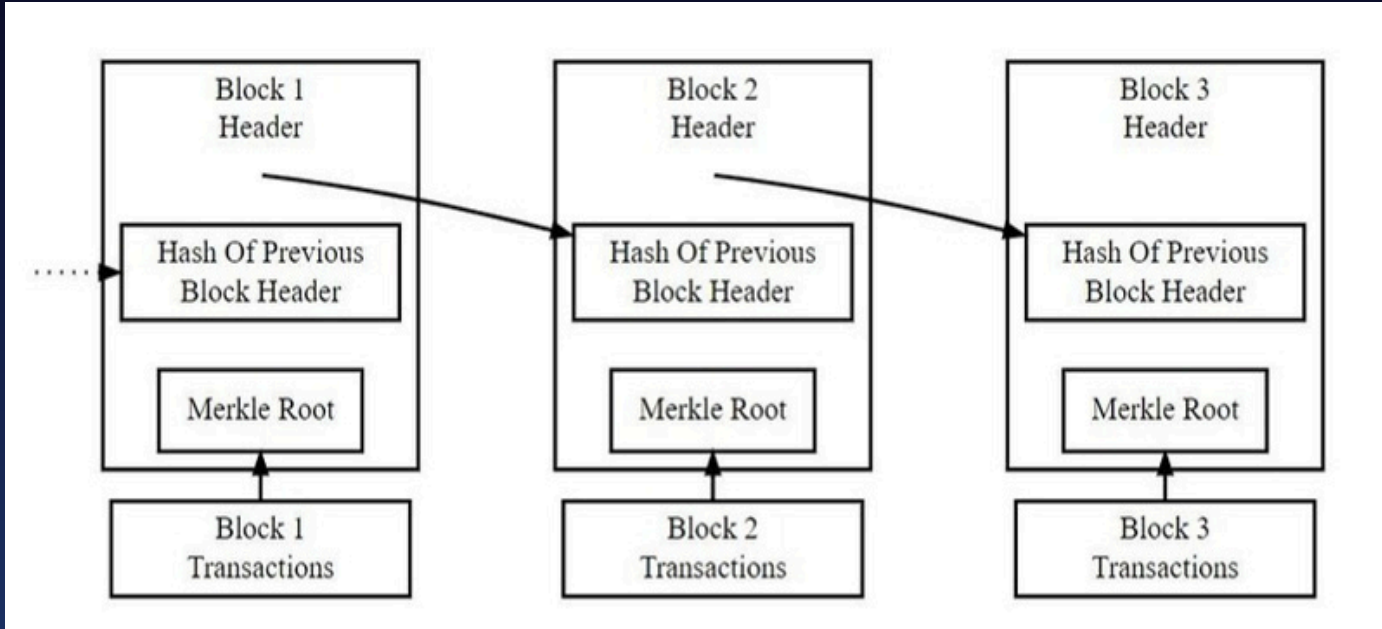 Block 1
Header
Hash Of Previous
Block Header
Merkle Root
Block 1
Transactions
Block 2
Header
Hash Of Previous
Block Header
Merkle Root
Block 2
Transactions
Block 3
Header
Hash Of Previous
Block Header
Merkle Root
Block 3
Transactions